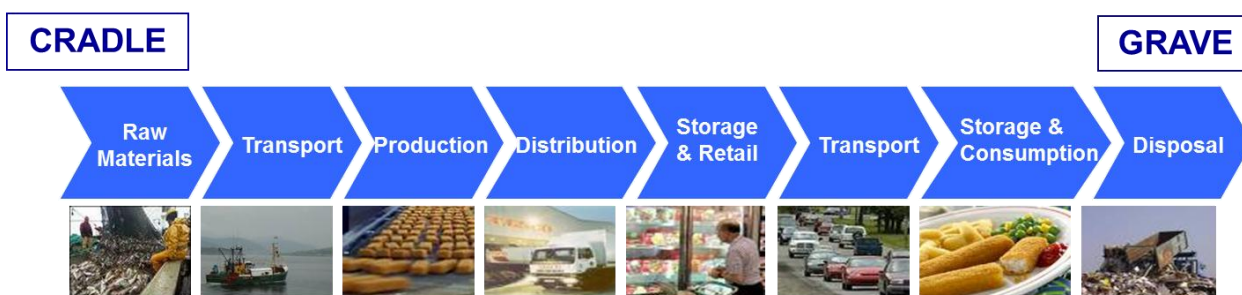 CRADLE
GRAVE
Raw
Materials
Transport
Production
Distribution
Storage
& Retail
Transport
Storage &
Consumption
Disposal